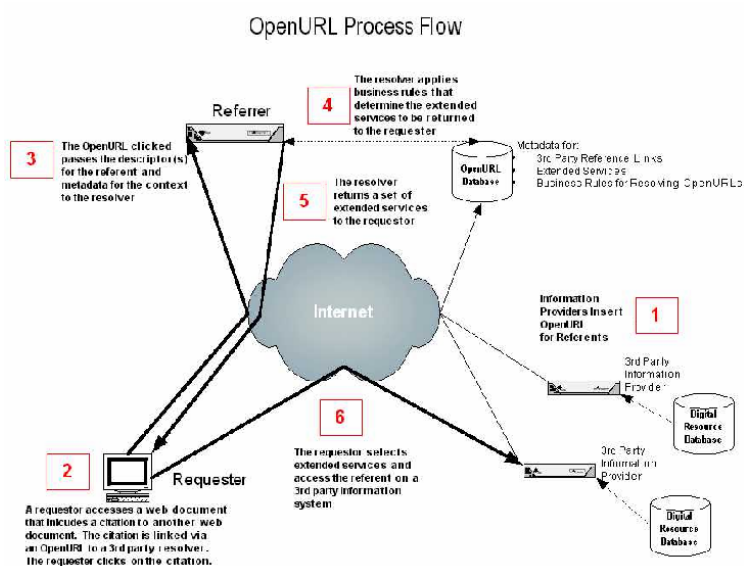 OpenURL Process Flow
4
The resolver applies
business rules that
determine the extended
services to be returned
to the requester
Referrer
3
The OpenURL clicked
passes the descriptor(s)
for the referent and
metadata for the context
to the resolver
OpenURL
Database
Metadata for:
3rd Party Reference Links
Extended Services
Business Rules for Resolving OpenURLs
5
The resolver
returns a set of
extended services
to the requestor
Internet
Information
Providers Insert
OpenURL
for Referents
1
3rd Party
Information
Provider
Digital
Resource
Database
6
The requestor selects
extended services and
access the referent on a
3rd party information
system
3rd Party
Information
Provider
Digital
Resource
Database
2
Requester
A requestor accesses a web document
that inlcudes a citation to another web
document. The citation is linked via
an OpenURL to a 3rd party resolver.
The requester clicks on the citation.